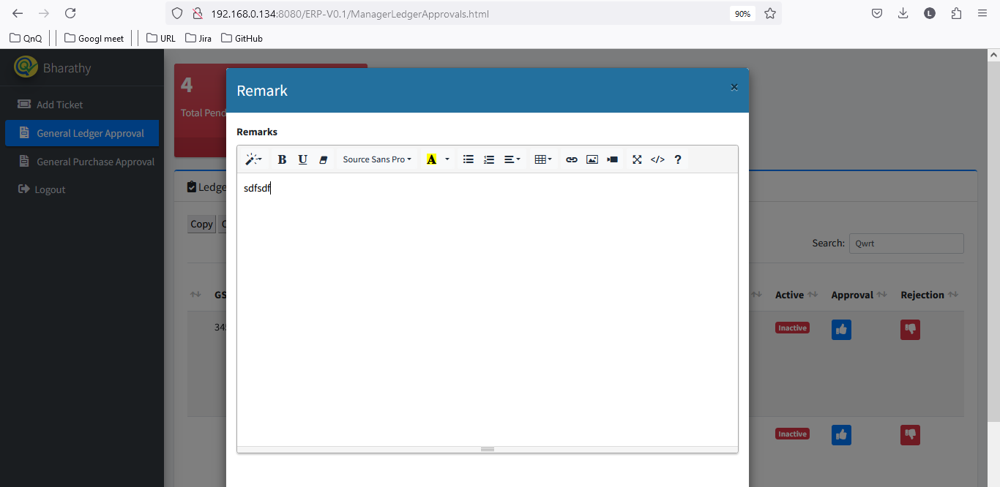 192.168.0.134:8080/ERP-V0.1/ManagerLedgerApprovals.html
90%
L
QnQ
Googl meet
URL
Jira
GitHub
Bharathy
Add Ticket
General Ledger Approval
General Purchase Approval
Logout
4
Total Pend
Remark
×
Remarks
B U Source Sans Pro A </> ?
sdfsdf
Ledge
Copy
Search: Qwrt
GS
Active Approval Rejection
345
Inactive
Inactive